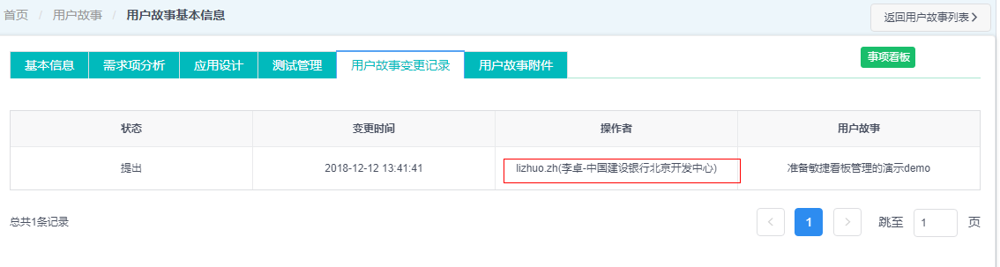 首页 / 用户故事 / 用户故事基本信息 返回用户故事列表
事项看板
基本信息 需求项分析 应用设计 测试管理 用户故事变更记录 用户故事附件
状态 变更时间 操作者 用户故事
提出 2018-12-12 13:41:41 lizhuo.zh(李卓-中国建设银行北京开发中心) 准备敏捷看板管理的演示demo
总共1条记录 1 跳至 1 页